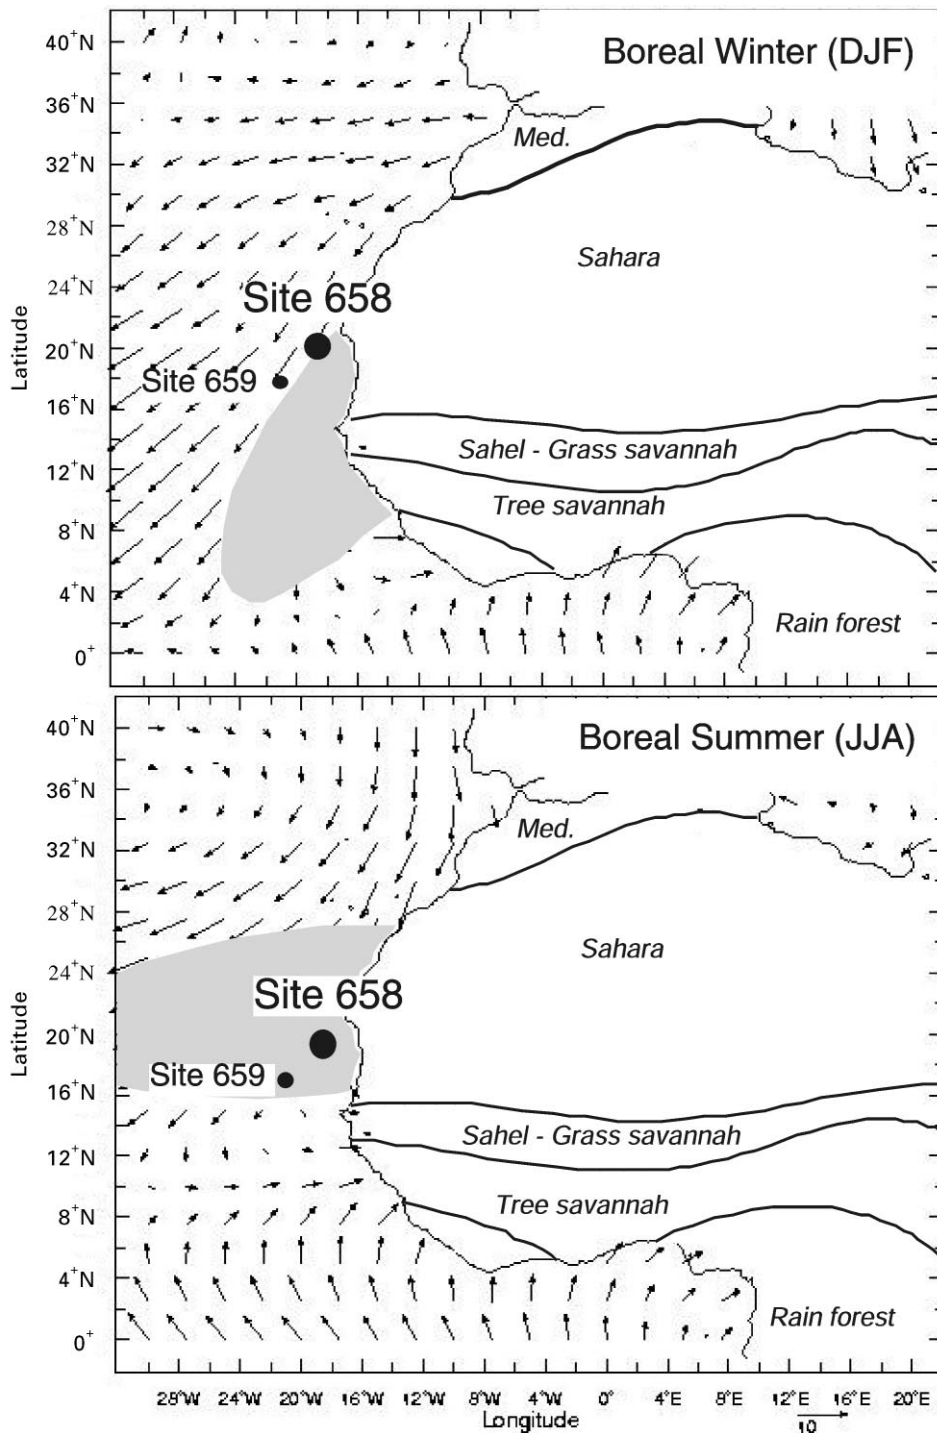 Boreal Winter (DJF)
40⁺N
36⁺N
Med.
32⁺N
28⁺N
Sahara
24⁺N
Site 658
Latitude
20⁺N
Site 659
16⁺N
Sahel - Grass savannah
12⁺N
Tree savannah
8⁺N
4⁺N
Rain forest
0⁺
Boreal Summer (JJA)
40⁺N
36⁺N
Med.
32⁺N
28⁺N
Sahara
24⁺N
Site 658
Latitude
20⁺N
Site 659
16⁺N
Sahel - Grass savannah
12⁺N
Tree savannah
8⁺N
4⁺N
Rain forest
0⁺
28°W 24°W 20°W 16°W 12°W 8°W 4°W 0° 4°E 8°E 12°E 16°E 20°E
Longitude
10